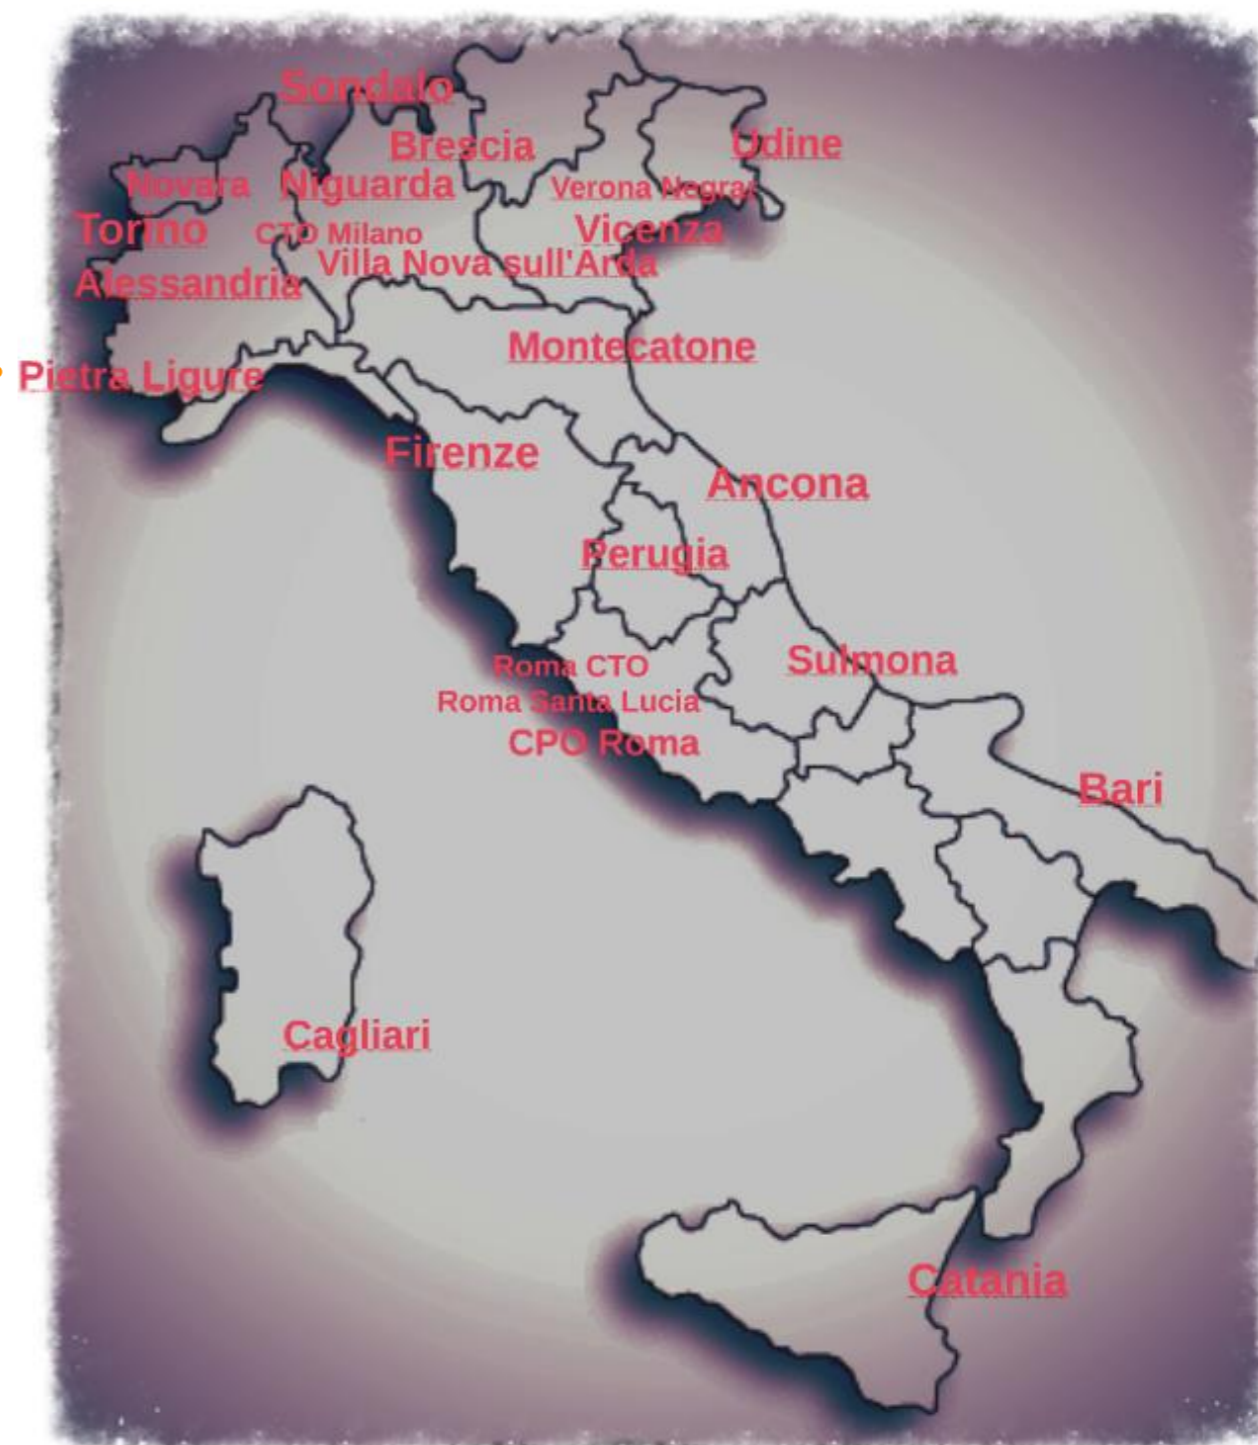 Sondalo
Brescia
Udine
Novara
Niguarda
Verona Negrar
Torino
CTO Milano
Vicenza
Villa Nova sull'Arda
Alessandria
Montecatone
Pietra Ligure
Firenze
Ancona
Perugia
Sulmona
Roma CTO
Roma Santa Lucia
CPO Roma
Bari
Cagliari
Catania